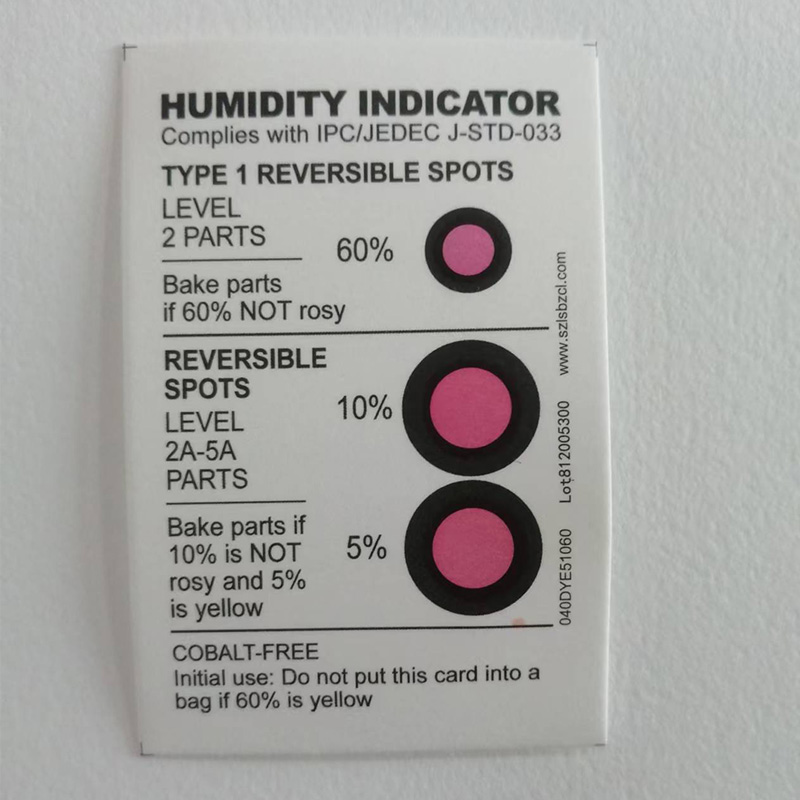 HUMIDITY INDICATOR
Complies with IPC/JEDEC J-STD-033
TYPE 1 REVERSIBLE SPOTS
LEVEL
2 PARTS
60%
Bake parts
if 60% NOT rosy
REVERSIBLE
SPOTS
LEVEL
2A-5A
PARTS
10%
Bake parts if
10% is NOT
rosy and 5%
is yellow
5%
COBALT-FREE
Initial use: Do not put this card into a
bag if 60% is yellow
040DYE51060 Lot812005300 www.szlsbzcl.com